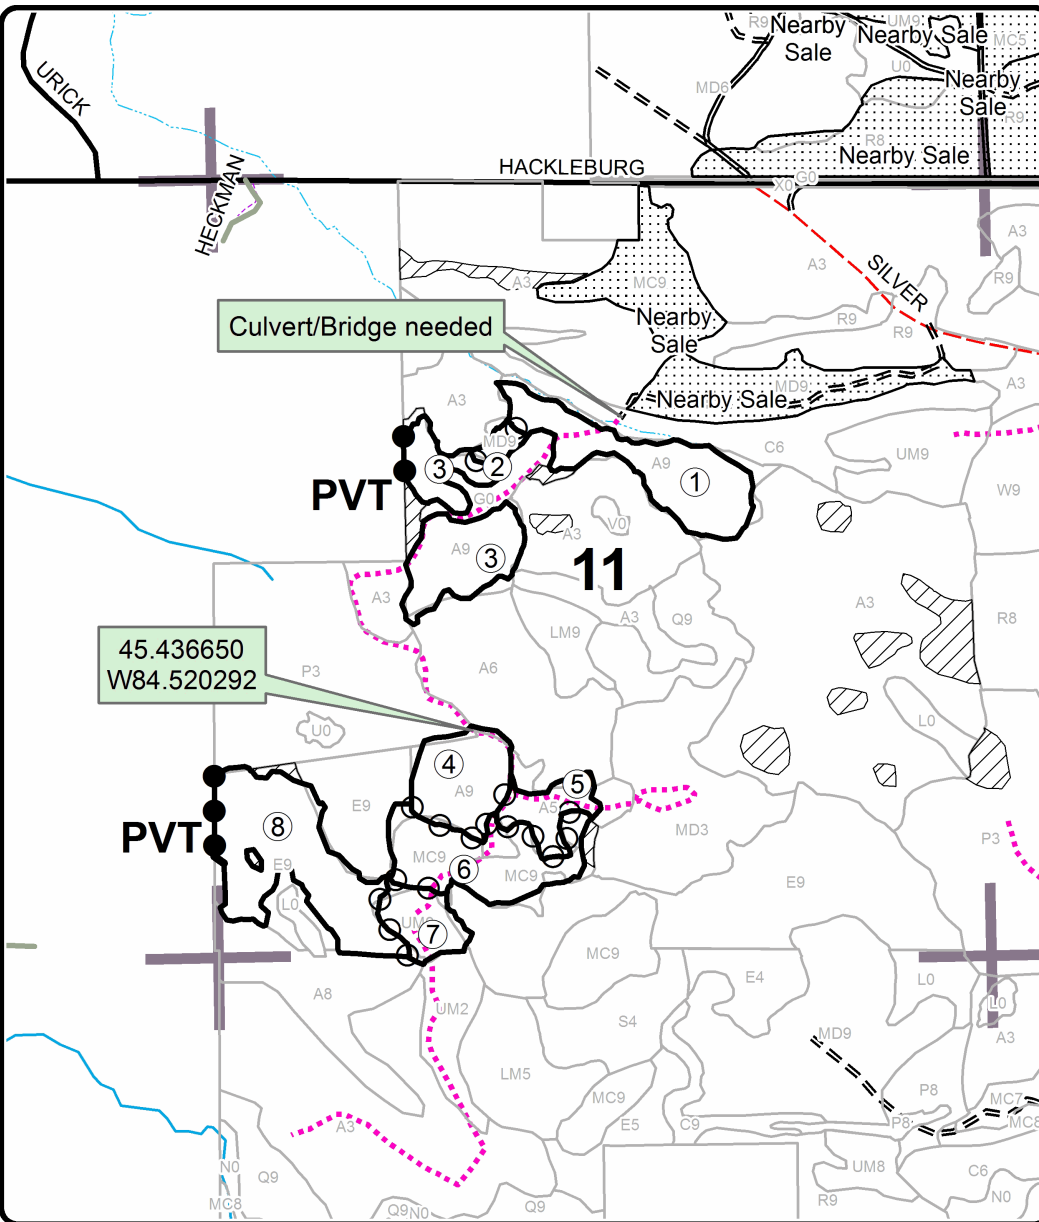 R9
Nearby
Sale
UM9
Nearby Sale
MC5
U0
Nearby
Sale
MD6
R9
URICK
R8
Nearby Sale
HACKLEBURG
X0
G0
HECKMAN
A3
A3
SILVER
R9
A3
MC9
Nearby
Sale
R9
R9
Culvert/Bridge needed
MD9
Nearby Sale
A3
A3
MD9
C6
UM9
3
2
A9
1
W9
PVT
G0
V0
A3
A9
3
11
A3
A3
Q9
A3
R8
LM9
45.436650
W84.520292
P3
A6
L0
U0
4
A9
5
A5
E9
MD3
P3
PVT
8
E9
MC9
6
MC9
E9
L0
UM9
7
MC9
E4
L0
A8
L0
UM2
S4
MD9
A3
LM5
MC9
P8
MC7
A3
E5
C9
P8
MC8
N0
Q9
UM8
C6
MC8
Q9
N0
Q9
R9
N0